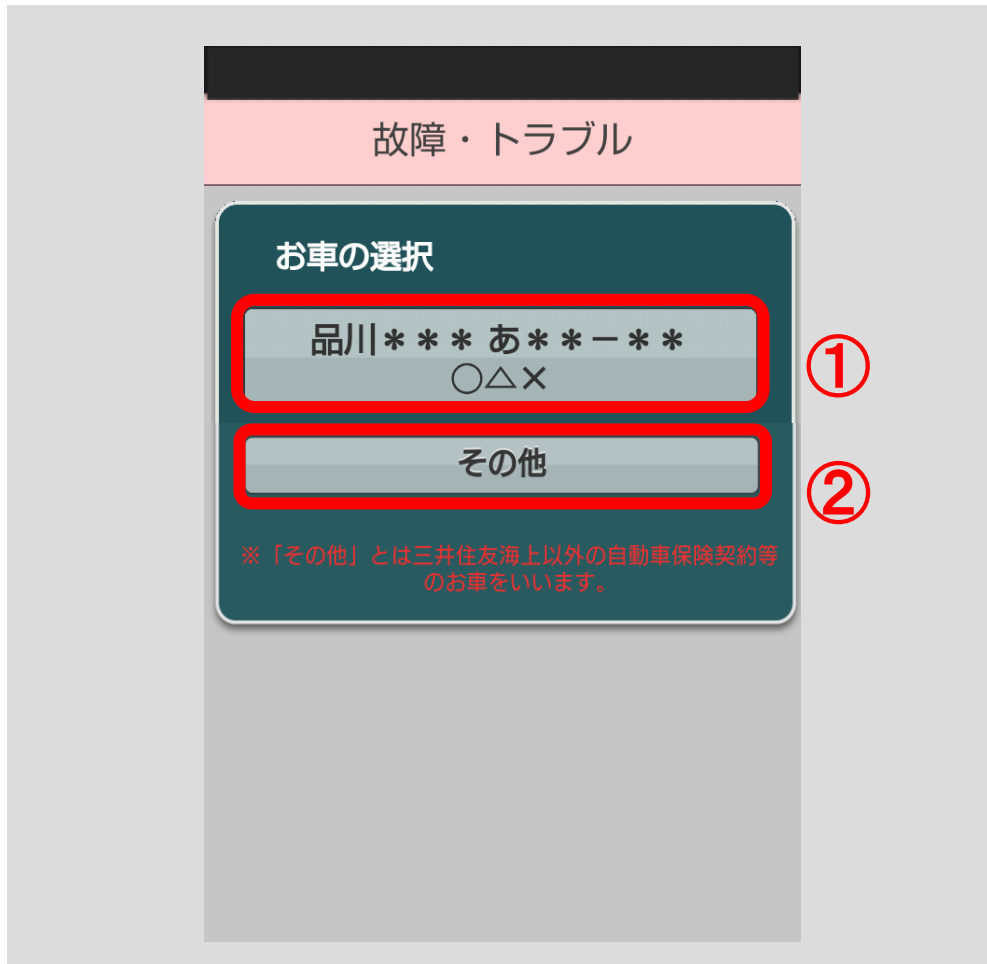 故障・トラブル
お車の選択
品川＊＊＊ あ＊＊－＊＊
○△×
①
その他
②
※「その他」とは三井住友海上以外の自動車保険契約等
のお車をいいます。